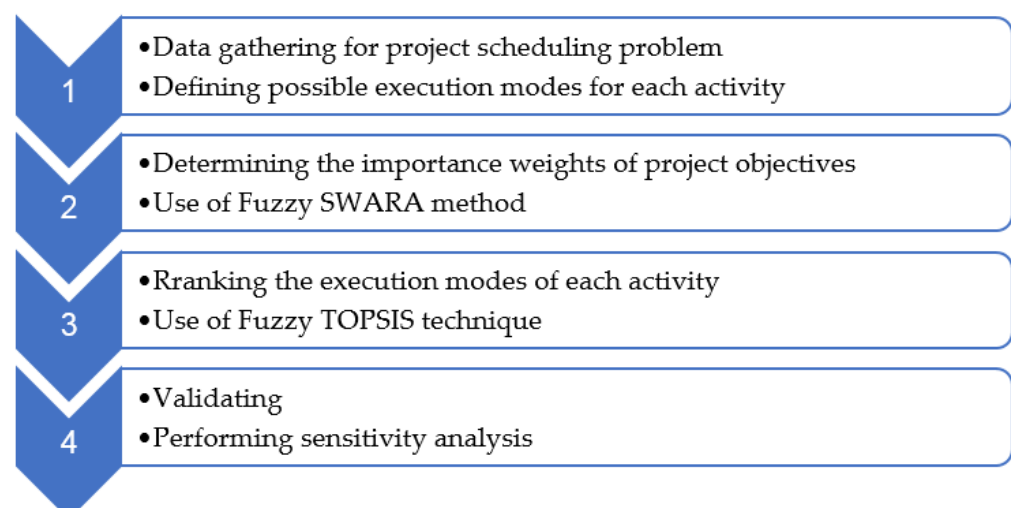 1
•Data gathering for project scheduling problem
•Defining possible execution modes for each activity
2
•Determining the importance weights of project objectives
•Use of Fuzzy SWARA method
3
•Rranking the execution modes of each activity
•Use of Fuzzy TOPSIS technique
4
•Validating
•Performing sensitivity analysis